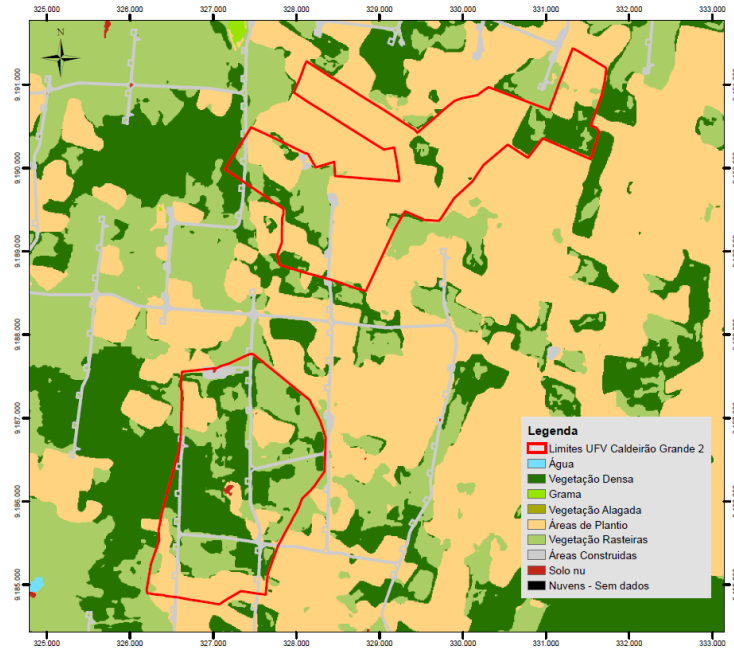 325.000 326.000 327.000 328.000 329.000 330.000 331.000 332.000 333.000
N
9.191.000
9.190.000
9.189.000
9.188.000
9.187.000
9.186.000
9.185.000
Legenda
Limites UFV Caldeirão Grande 2
Água
Vegetação Densa
Grama
Vegetação Alagada
Áreas de Plantio
Vegetação Rasteiras
Áreas Construidas
Solo nu
Nuvens - Sem dados
325.000 326.000 327.000 328.000 329.000 330.000 331.000 332.000 333.000